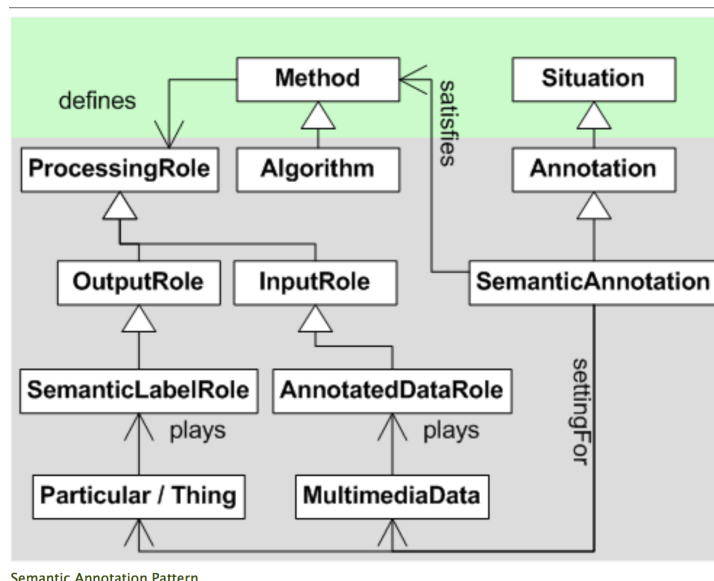 Method
Situation
defines
satisfies
ProcessingRole
Algorithm
Annotation
OutputRole
InputRole
SemanticAnnotation
SemanticLabelRole
AnnotatedDataRole
settingFor
plays
plays
Particular / Thing
MultimediaData
Semantic Annotation Pattern